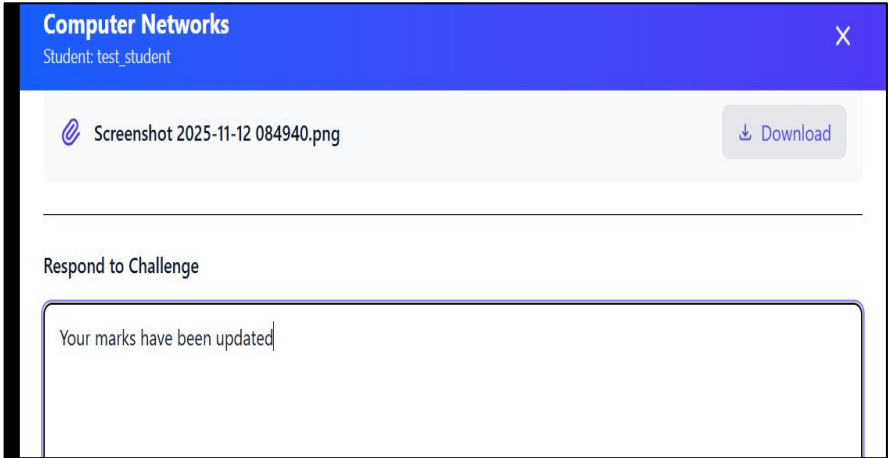 Computer Networks
Student: test_student
Screenshot 2025-11-12 084940.png
Download
Respond to Challenge
Your marks have been updated